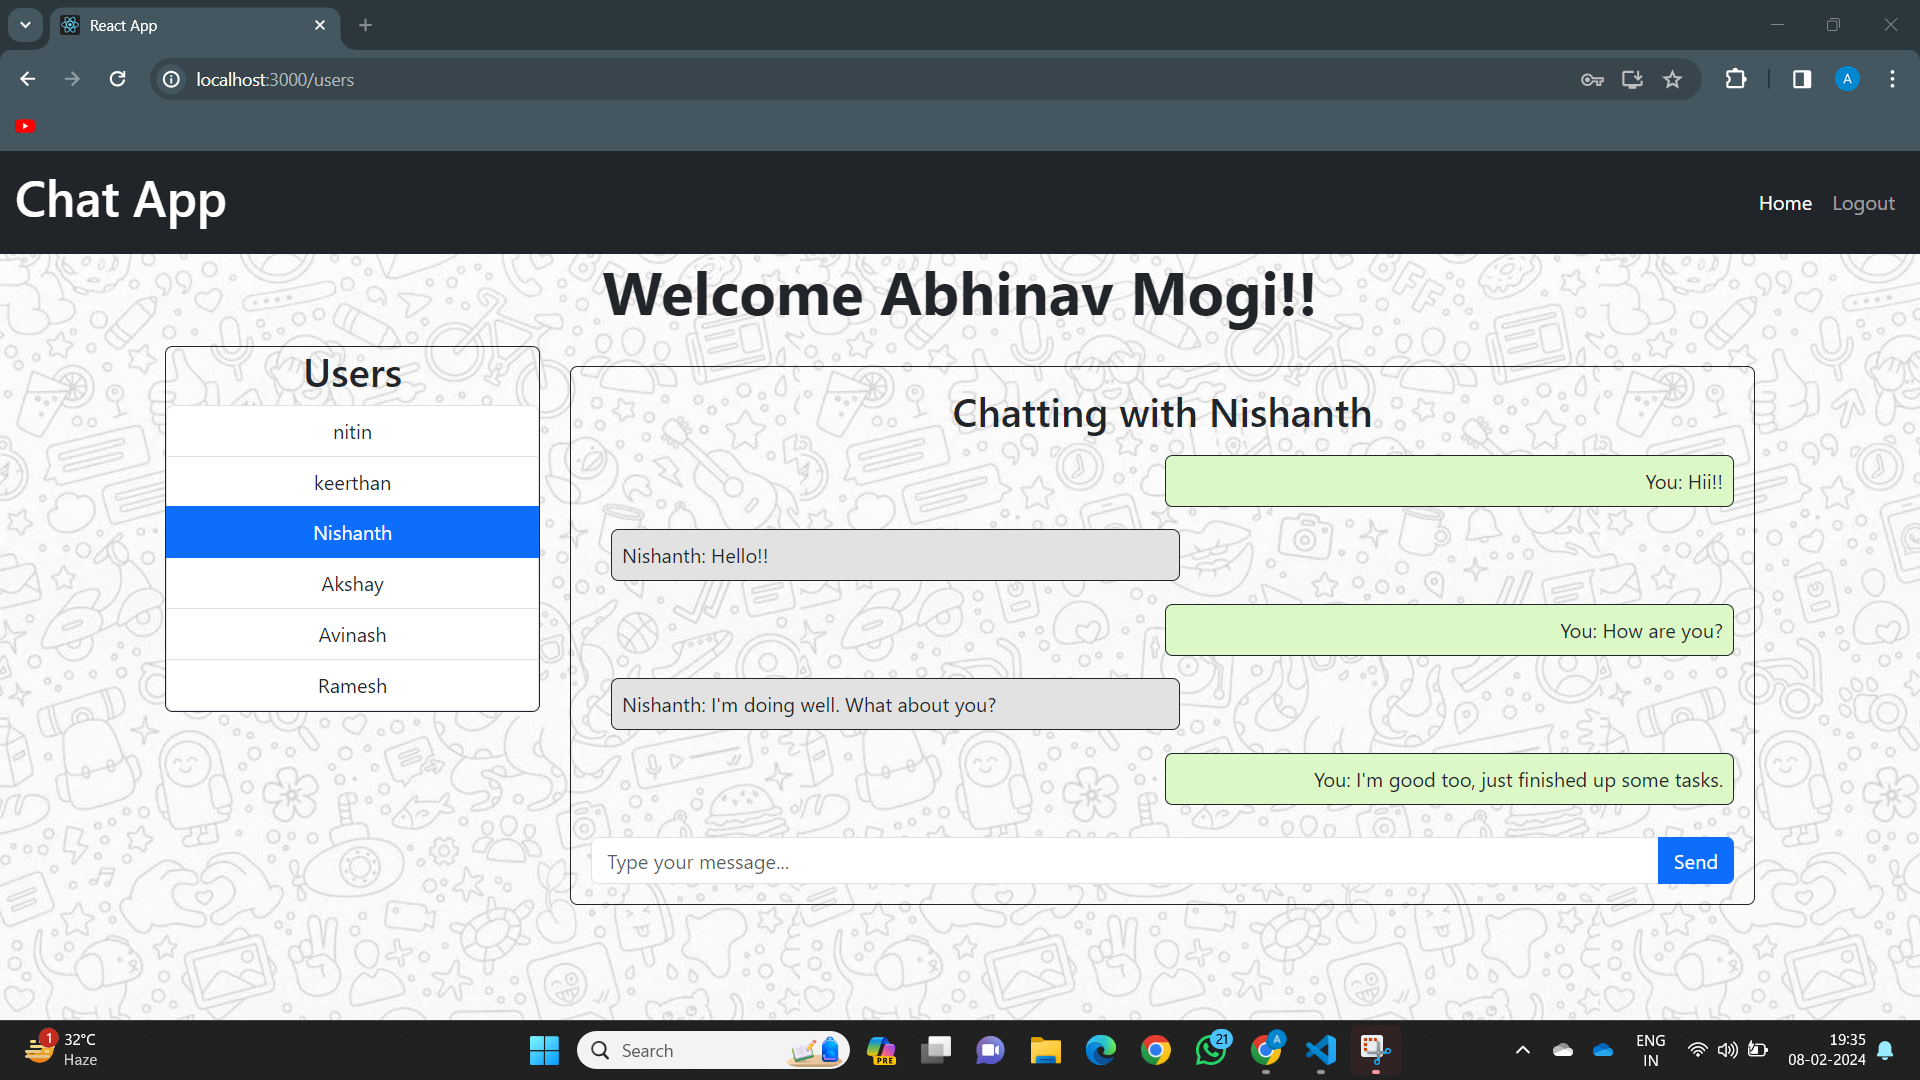 React App
localhost:3000/users
A
Chat App
Home
Logout
Welcome Abhinav Mogi!!
Users
nitin
keerthan
Nishanth
Akshay
Avinash
Ramesh
Chatting with Nishanth
You: Hii!!
Nishanth: Hello!!
You: How are you?
Nishanth: I'm doing well. What about you?
You: I'm good too, just finished up some tasks.
Type your message...
Send
1
32°C
Haze
Search
PRE
21
A
ENG
IN
19:35
08-02-2024